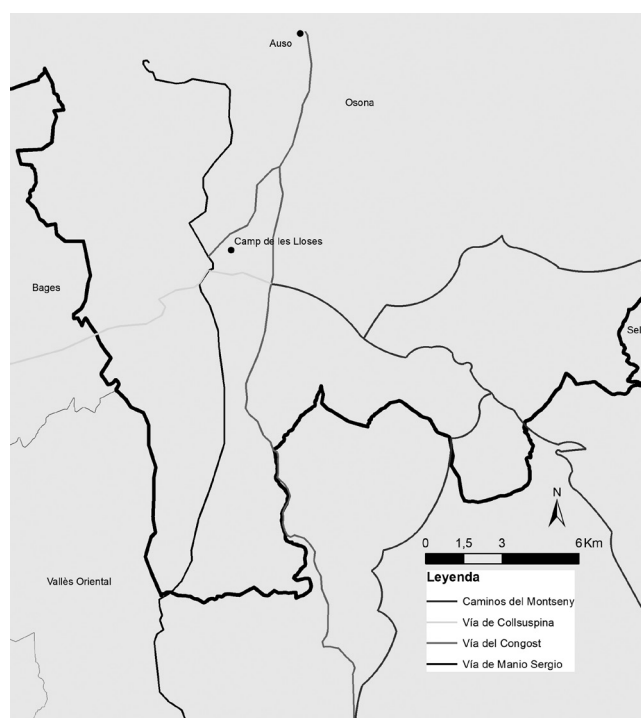 Auso
Osona
Camp de les Lloses
Bages
Sel
N
0 1,5 3 6 Km
Vallès Oriental
Leyenda
Caminos del Montseny
Vía de Collsuspina
Vía del Congost
Vía de Manio Sergio